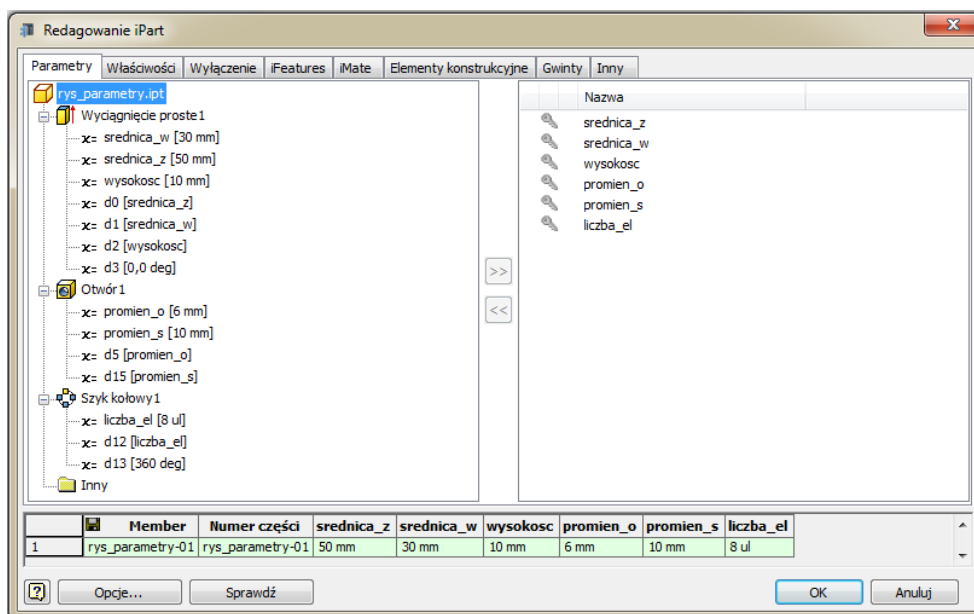 Redagowanie iPart
Parametry Właściwości Wyłączenie iFeatures iMate Elementy konstrukcyjne Gwinty Inny
rys_parametry.ipt
Wyciągnięcie proste1
x= srednica_w [30 mm]
x= srednica_z [50 mm]
x= wysokosc [10 mm]
x= d0 [srednica_z]
x= d1 [srednica_w]
x= d2 [wysokosc]
x= d3 [0,0 deg]
Otwór1
x= promien_o [6 mm]
x= promien_s [10 mm]
x= d5 [promien_o]
x= d15 [promien_s]
Szyk kołowy1
x= liczba_el [8 ul]
x= d12 [liczba_el]
x= d13 [360 deg]
Inny
>>
<<
Nazwa
srednica_z
srednica_w
wysokosc
promien_o
promien_s
liczba_el
Member Numer części srednica_z srednica_w wysokosc promien_o promien_s liczba_el
1 rys_parametry-01 rys_parametry-01 50 mm 30 mm 10 mm 6 mm 10 mm 8 ul
? Opcje... Sprawdź OK Anuluj